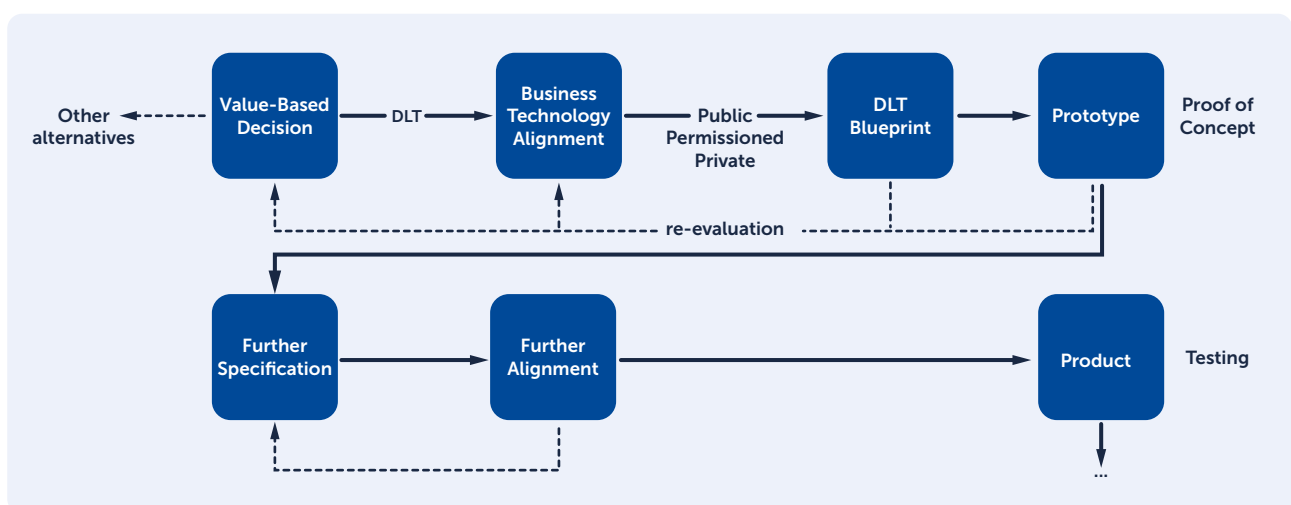 Other
alternatives
Value-Based
Decision
DLT
Business
Technology
Alignment
Public
Permissioned
Private
DLT
Blueprint
Prototype
Proof of
Concept
re-evaluation
Further
Specification
Further
Alignment
Product
Testing
...